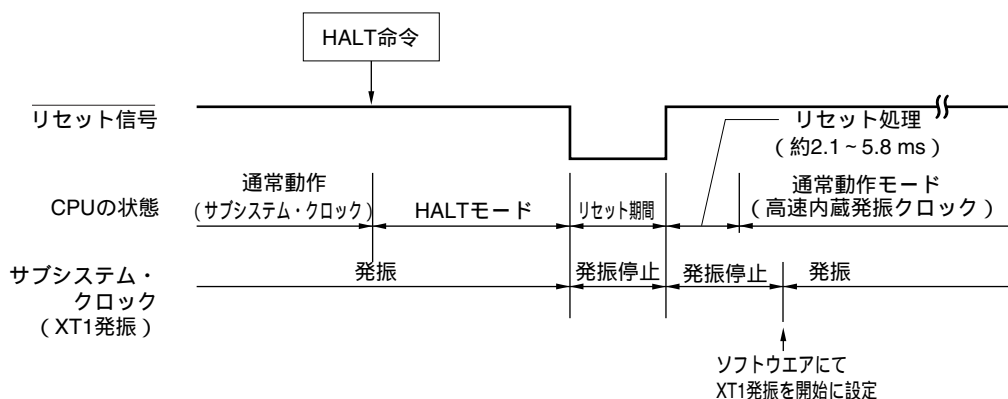 HALT命令
リセット信号
リセット処理
（約2.1～5.8 ms）
CPUの状態
通常動作
（サブシステム・クロック）
HALTモード
リセット期間
通常動作モード
（高速内蔵発振クロック）
サブシステム・
クロック
（XT1発振）
発振
発振停止
発振停止
発振
ソフトウエアにて
XT1発振を開始に設定